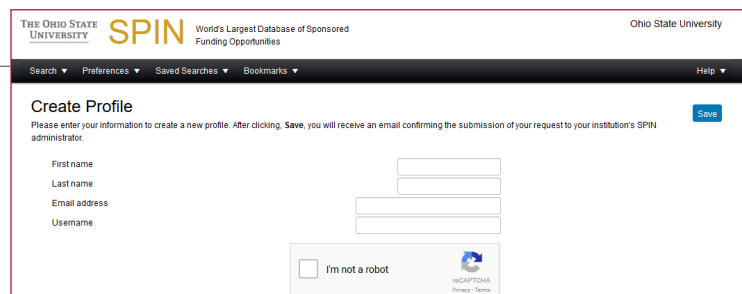 THE OHIO STATE UNIVERSITY
SPIN
World's Largest Database of Sponsored
Funding Opportunities
Ohio State University
Search ▼ Preferences ▼ Saved Searches ▼ Bookmarks ▼ Help ▼
Create Profile
Save
Please enter your information to create a new profile. After clicking, Save, you will receive an email confirming the submission of your request to your institution's SPIN
administrator.
First name
Last name
Email address
Username
I'm not a robot
reCAPTCHA
Privacy - Terms